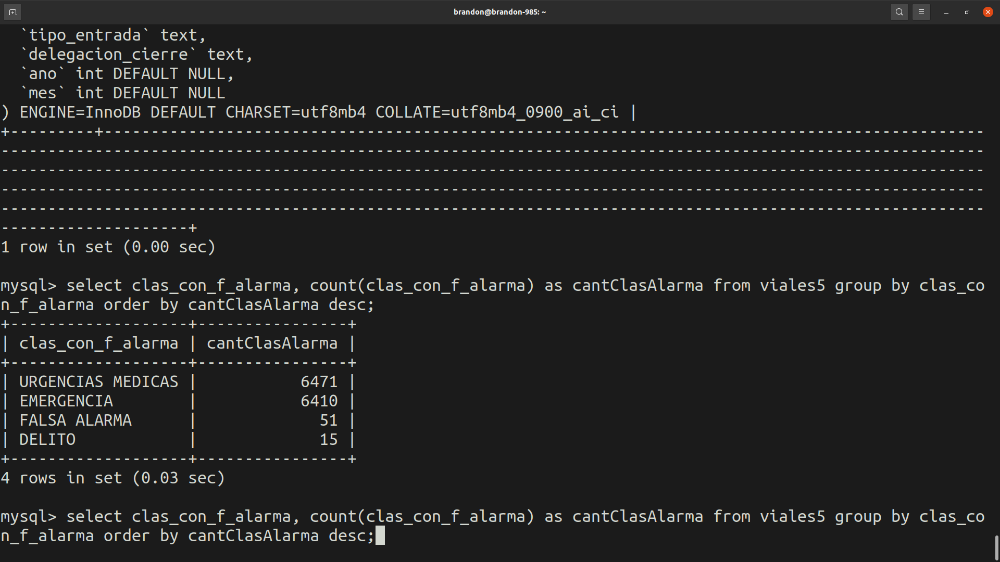 brandon@brandon-985: ~
`tipo_entrada` text,
`delegacion_cierre` text,
`ano` int DEFAULT NULL,
`mes` int DEFAULT NULL
) ENGINE=InnoDB DEFAULT CHARSET=utf8mb4 COLLATE=utf8mb4_0900_ai_ci |
+---------+----------------------------------------------------------------------------------------------
---------------------------------------------------------------------------------------------------------
---------------------------------------------------------------------------------------------------------
---------------------------------------------------------------------------------------------------------
---------------------------------------------------------------------------------------------------------
--------------------+
1 row in set (0.00 sec)
mysql> select clas_con_f_alarma, count(clas_con_f_alarma) as cantClasAlarma from viales5 group by clas_co
n_f_alarma order by cantClasAlarma desc;
+-------------------+----------------+
| clas_con_f_alarma | cantClasAlarma |
+-------------------+----------------+
| URGENCIAS MEDICAS |           6471 |
| EMERGENCIA        |           6410 |
| FALSA ALARMA      |             51 |
| DELITO            |             15 |
+-------------------+----------------+
4 rows in set (0.03 sec)
mysql> select clas_con_f_alarma, count(clas_con_f_alarma) as cantClasAlarma from viales5 group by clas_co
n_f_alarma order by cantClasAlarma desc;